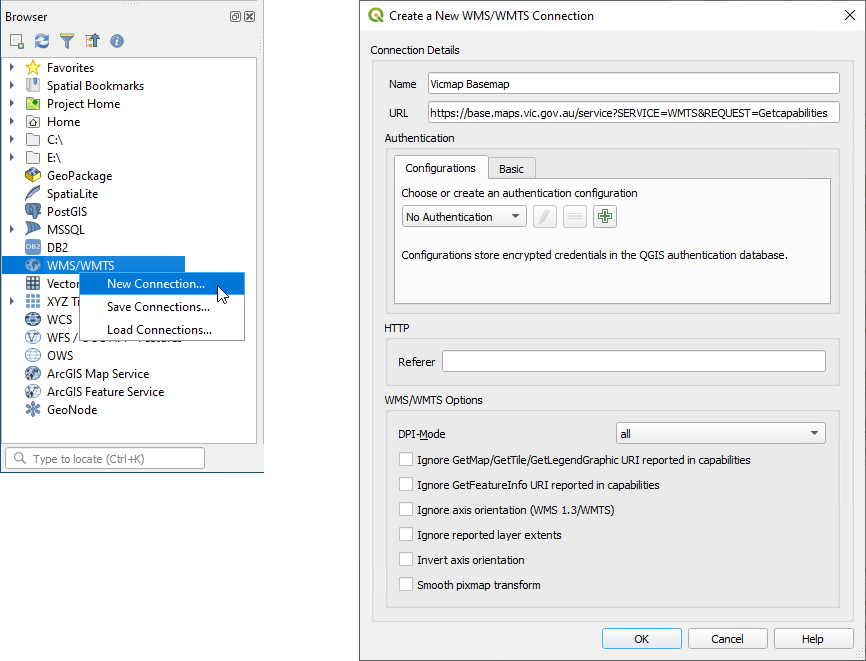 Browser
Favorites
Spatial Bookmarks
Project Home
Home
C:\
E:\
GeoPackage
SpatiaLite
PostGIS
MSSQL
DB2
DB2
WMS/WMTS
New Connection...
Vector
Save Connections...
XYZ Ti
Load Connections...
WCS
WFS /
OWS
ArcGIS Map Service
ArcGIS Feature Service
GeoNode
Type to locate (Ctrl+K)
Create a New WMS/WMTS Connection
Connection Details
Name Vicmap Basemap
URL https://base.maps.vic.gov.au/service?SERVICE=WMTS&REQUEST=Getcapabilities
Authentication
Configurations Basic
Choose or create an authentication configuration
No Authentication
Configurations store encrypted credentials in the QGIS authentication database.
HTTP
Referer
WMS/WMTS Options
DPI-Mode all
Ignore GetMap/GetTile/GetLegendGraphic URI reported in capabilities
Ignore GetFeatureInfo URI reported in capabilities
Ignore axis orientation (WMS 1.3/WMTS)
Ignore reported layer extents
Invert axis orientation
Smooth pixmap transform
OK Cancel Help